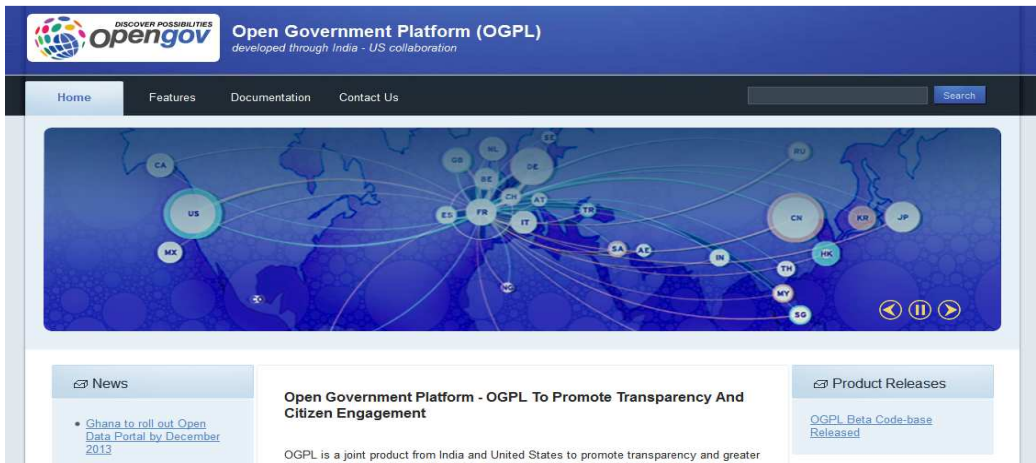 DISCOVER POSSIBILITIES
opengov
Open Government Platform (OGPL)
developed through India - US collaboration
Home
Features
Documentation
Contact Us
Search
CA
US
MX
CO
GB
NL
BE
DE
EE
CH
AT
ES
FR
IT
TR
SA
AE
NG
IN
RU
CN
KR
JP
HK
TH
MY
SG
News
Ghana to roll out Open
Data Portal by December
2013
Open Government Platform - OGPL To Promote Transparency And
Citizen Engagement
OGPL is a joint product from India and United States to promote transparency and greater
Product Releases
OGPL Beta Code-base
Released